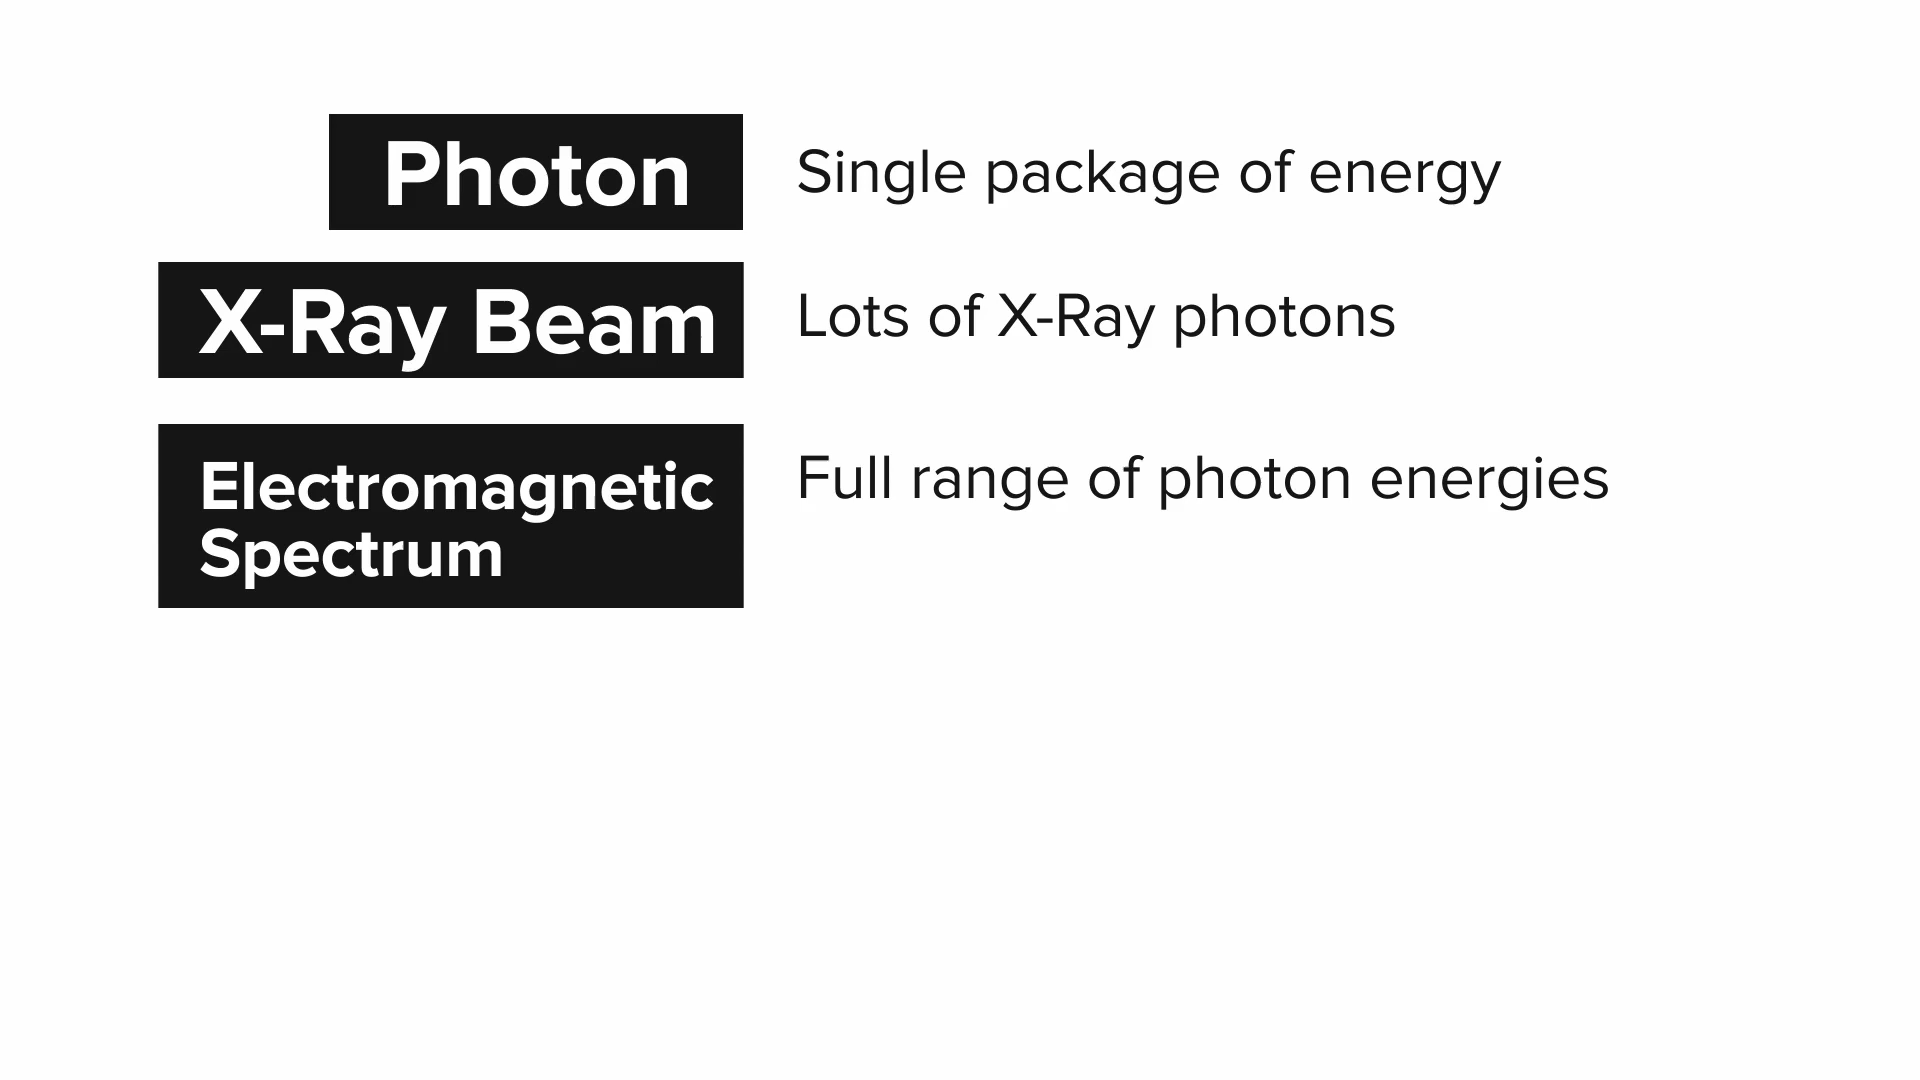 Photon
Single package of energy
X-Ray Beam
Lots of X-Ray photons
Electromagnetic
Spectrum
Full range of photon energies